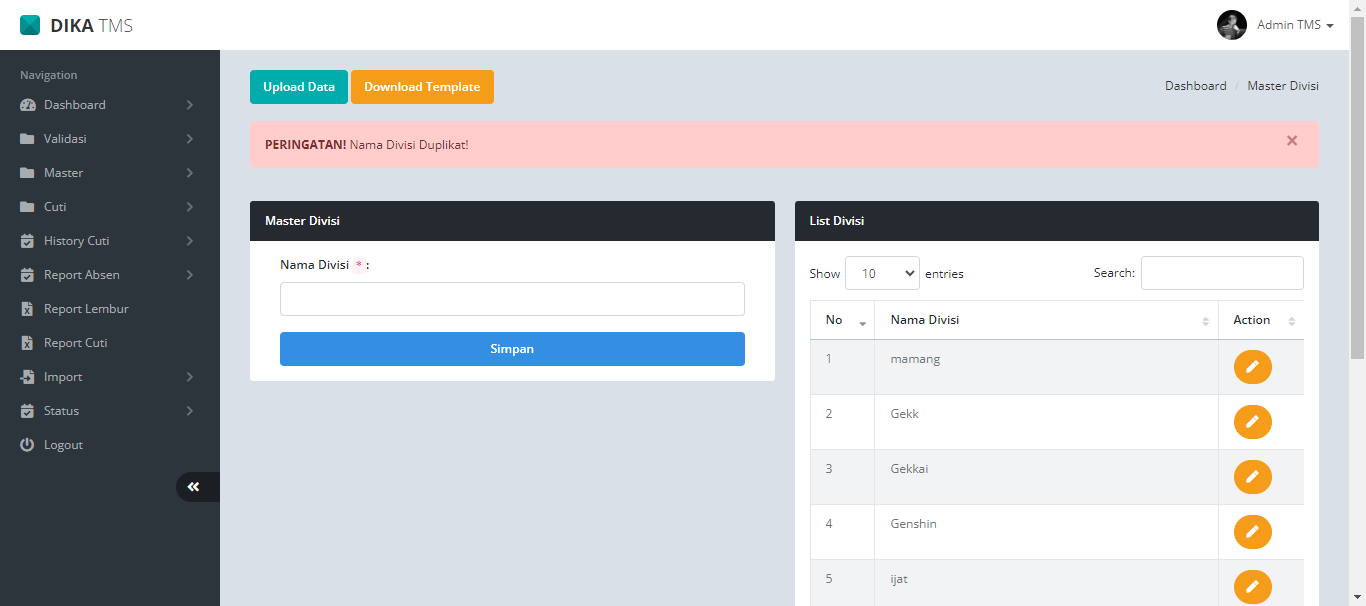 DIKA TMS
Admin TMS
Navigation
Dashboard
Validasi
Master
Cuti
History Cuti
Report Absen
Report Lembur
Report Cuti
Import
Status
Logout
Upload Data
Download Template
Dashboard / Master Divisi
PERINGATAN! Nama Divisi Duplikat!
×
Master Divisi
Nama Divisi * :
Simpan
List Divisi
Show 10 entries
Search:
No Nama Divisi Action
1 mamang
2 Gekk
3 Gekkai
4 Genshin
5 ijat